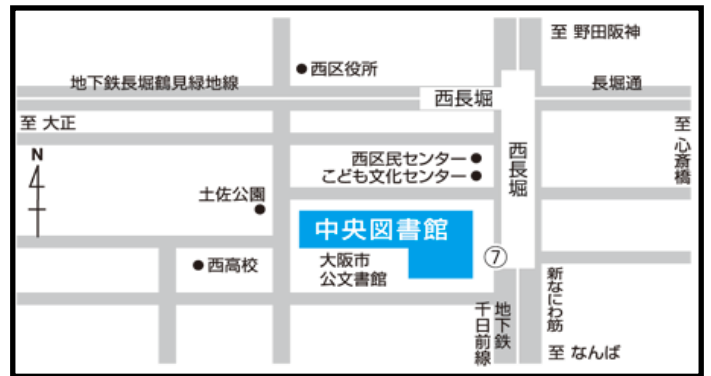 至 野田阪神
西区役所
地下鉄長堀鶴見緑地線
長堀通
西長堀
至 大正
至 心斎橋
N
西区民センター
こども文化センター
西長堀
土佐公園
中央図書館
大阪市
公文書館
⑦
西高校
新なにわ筋
地下鉄
千日前線
至 なんば